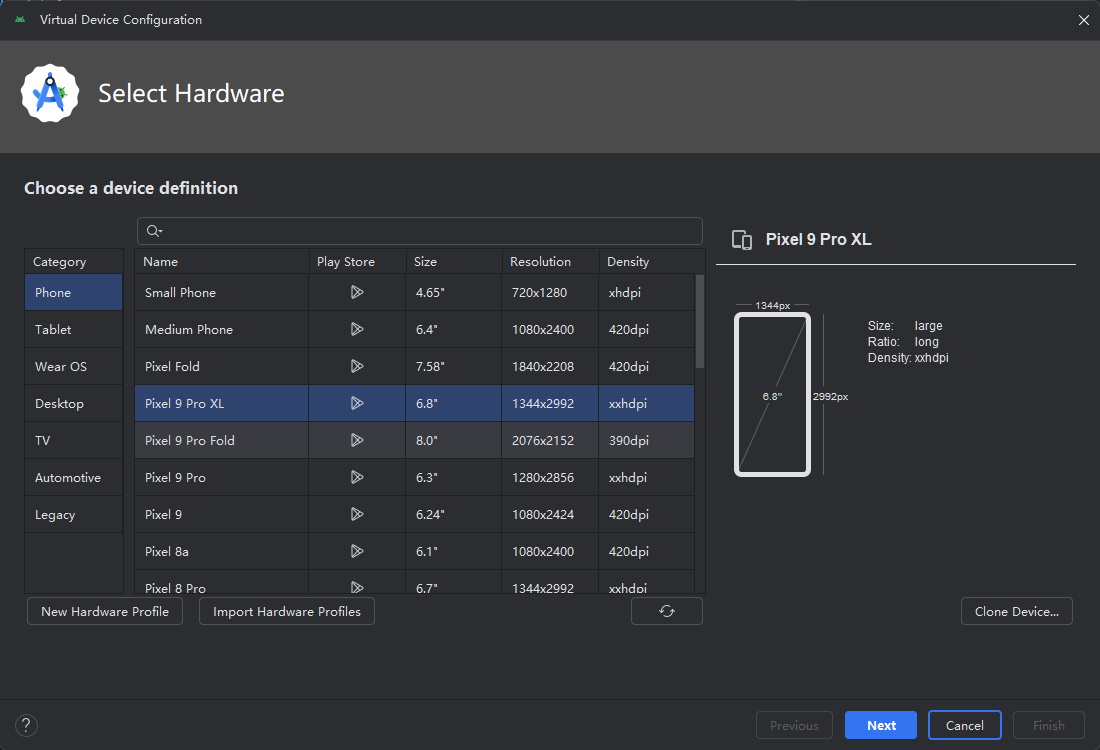 Virtual Device Configuration
Select Hardware
Choose a device definition
Category
Phone
Tablet
Wear OS
Desktop
TV
Automotive
Legacy
Name Play Store Size Resolution Density
Small Phone 4.65" 720x1280 xhdpi
Medium Phone 6.4" 1080x2400 420dpi
Pixel Fold 7.58" 1840x2208 420dpi
Pixel 9 Pro XL 6.8" 1344x2992 xxhdpi
Pixel 9 Pro Fold 8.0" 2076x2152 390dpi
Pixel 9 Pro 6.3" 1280x2856 xxhdpi
Pixel 9 6.24" 1080x2424 420dpi
Pixel 8a 6.1" 1080x2400 420dpi
Pixel 8 Pro 6.7" 1344x2992 xxhdpi
Pixel 9 Pro XL
1344px
6.8"
2992px
Size: large
Ratio: long
Density: xxhdpi
New Hardware Profile
Import Hardware Profiles
Clone Device...
?
Previous
Next
Cancel
Finish